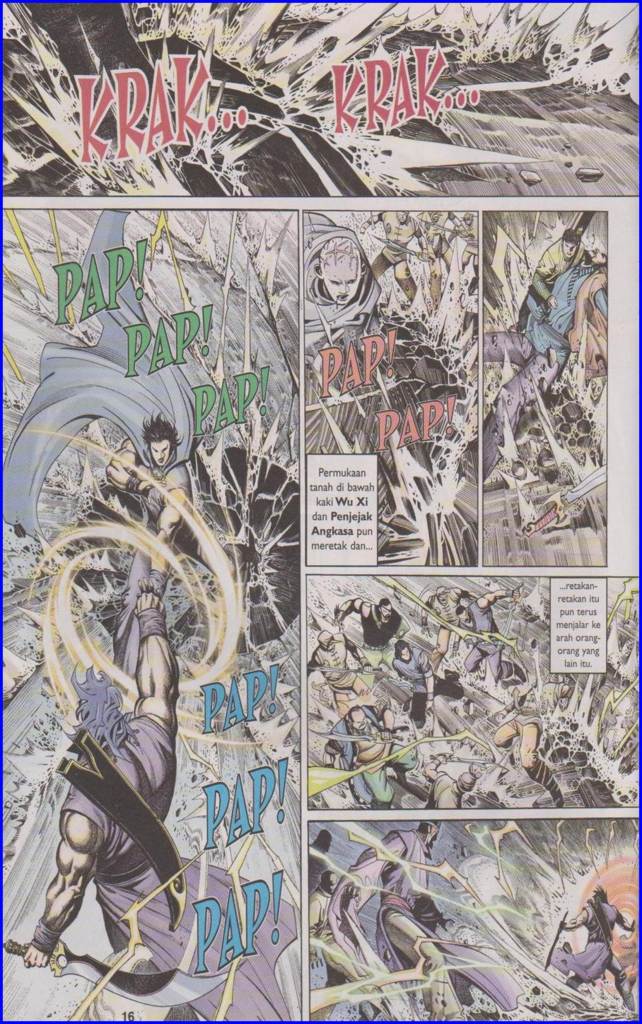 KRAK...
KRAK...
PAP!
PAP!
PAP!
PAP!
PAP!
Permukaan
tanah di bawah
kaki Wu Xi
dan Penjejak
Angkasa pun
meretak dan...
...retakan-
retakan itu
pun terus
menjalar ke
arah orang-
orang yang
lain itu.
PAP!
PAP!
PAP!
16